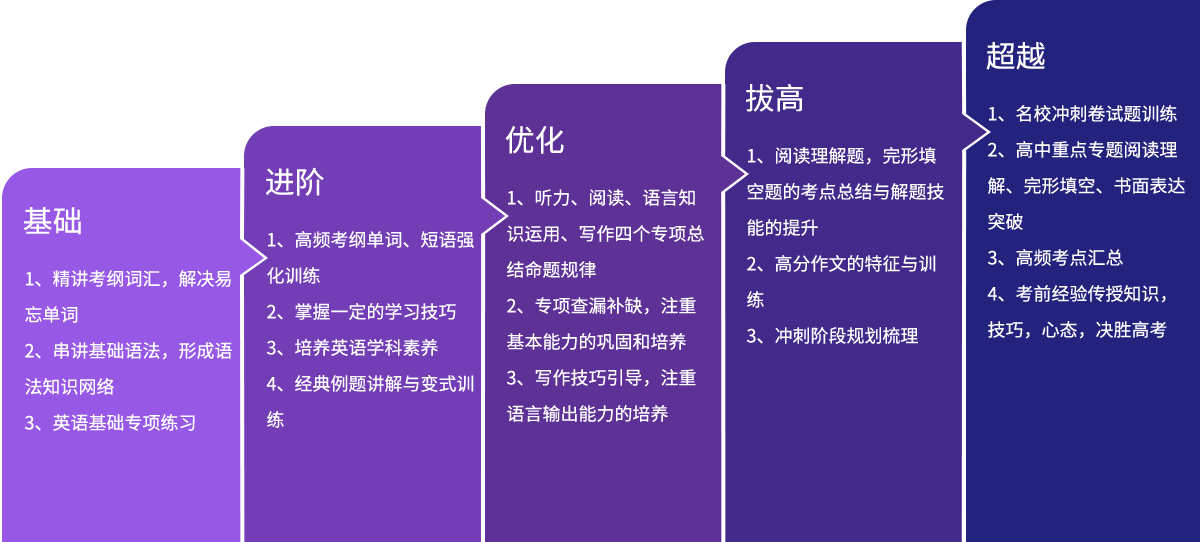 基础
1、精讲考纲词汇，解决易
忘单词
2、串讲基础语法，形成语
法知识网络
3、英语基础专项练习
进阶
1、高频考纲单词、短语强
化训练
2、掌握一定的学习技巧
3、培养英语学科素养
4、经典例题讲解与变式训
练
优化
1、听力、阅读、语言知
识运用、写作四个专项总
结命题规律
2、专项查漏补缺，注重
基本能力的巩固和培养
3、写作技巧引导，注重
语言输出能力的培养
拔高
1、阅读理解题，完形填
空题的考点总结与解题技
能的提升
2、高分作文的特征与训
练
3、冲刺阶段规划梳理
超越
1、名校冲刺卷试题训练
2、高中重点专题阅读理
解、完形填空、书面表达
突破
3、高频考点汇总
4、考前经验传授知识，
技巧，心态，决胜高考